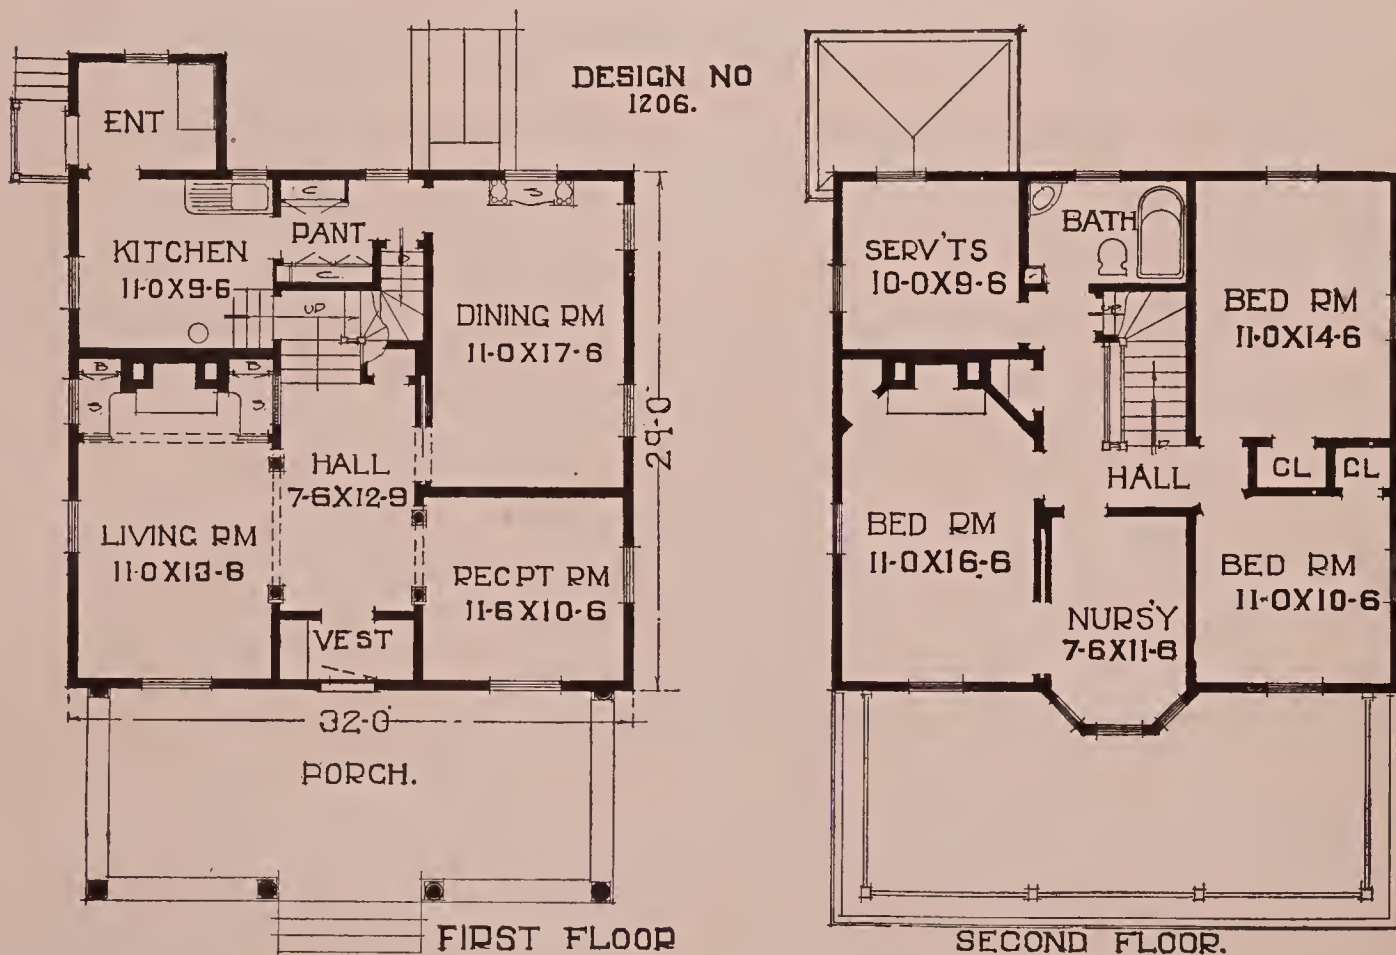 DESIGN NO
1206.
ENT
KITCHEN
11-0X9-6
PANT
C
C
D
UP
DINING RM
11-0X17-6
S
B
B
S
S
HALL
7-6X12-9
LIVING RM
11-0X13-6
RECPT RM
11-6X10-6
VEST
29-0
32-0
PORCH.
FIRST FLOOR
SERV'TS
10-0X9-6
BATH
BED RM
11-0X14-6
UP
D
HALL
CL
CL
BED RM
11-0X16-6
NURS'Y
7-6X11-6
BED RM
11-0X10-6
SECOND FLOOR.